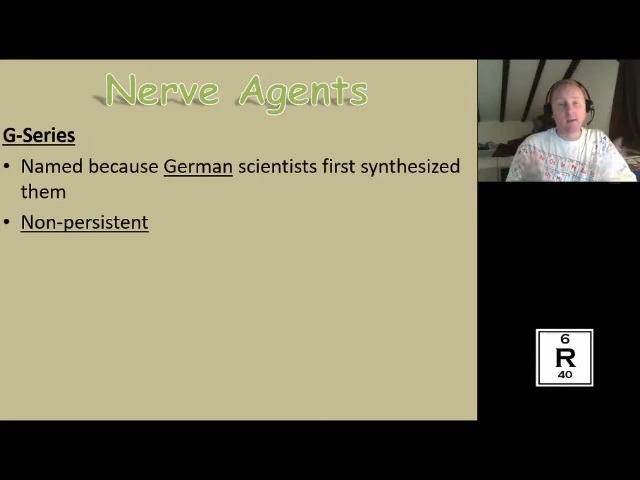 Nerve Agents
G-Series
• Named because German scientists first synthesized
them
• Non-persistent
6
R
40